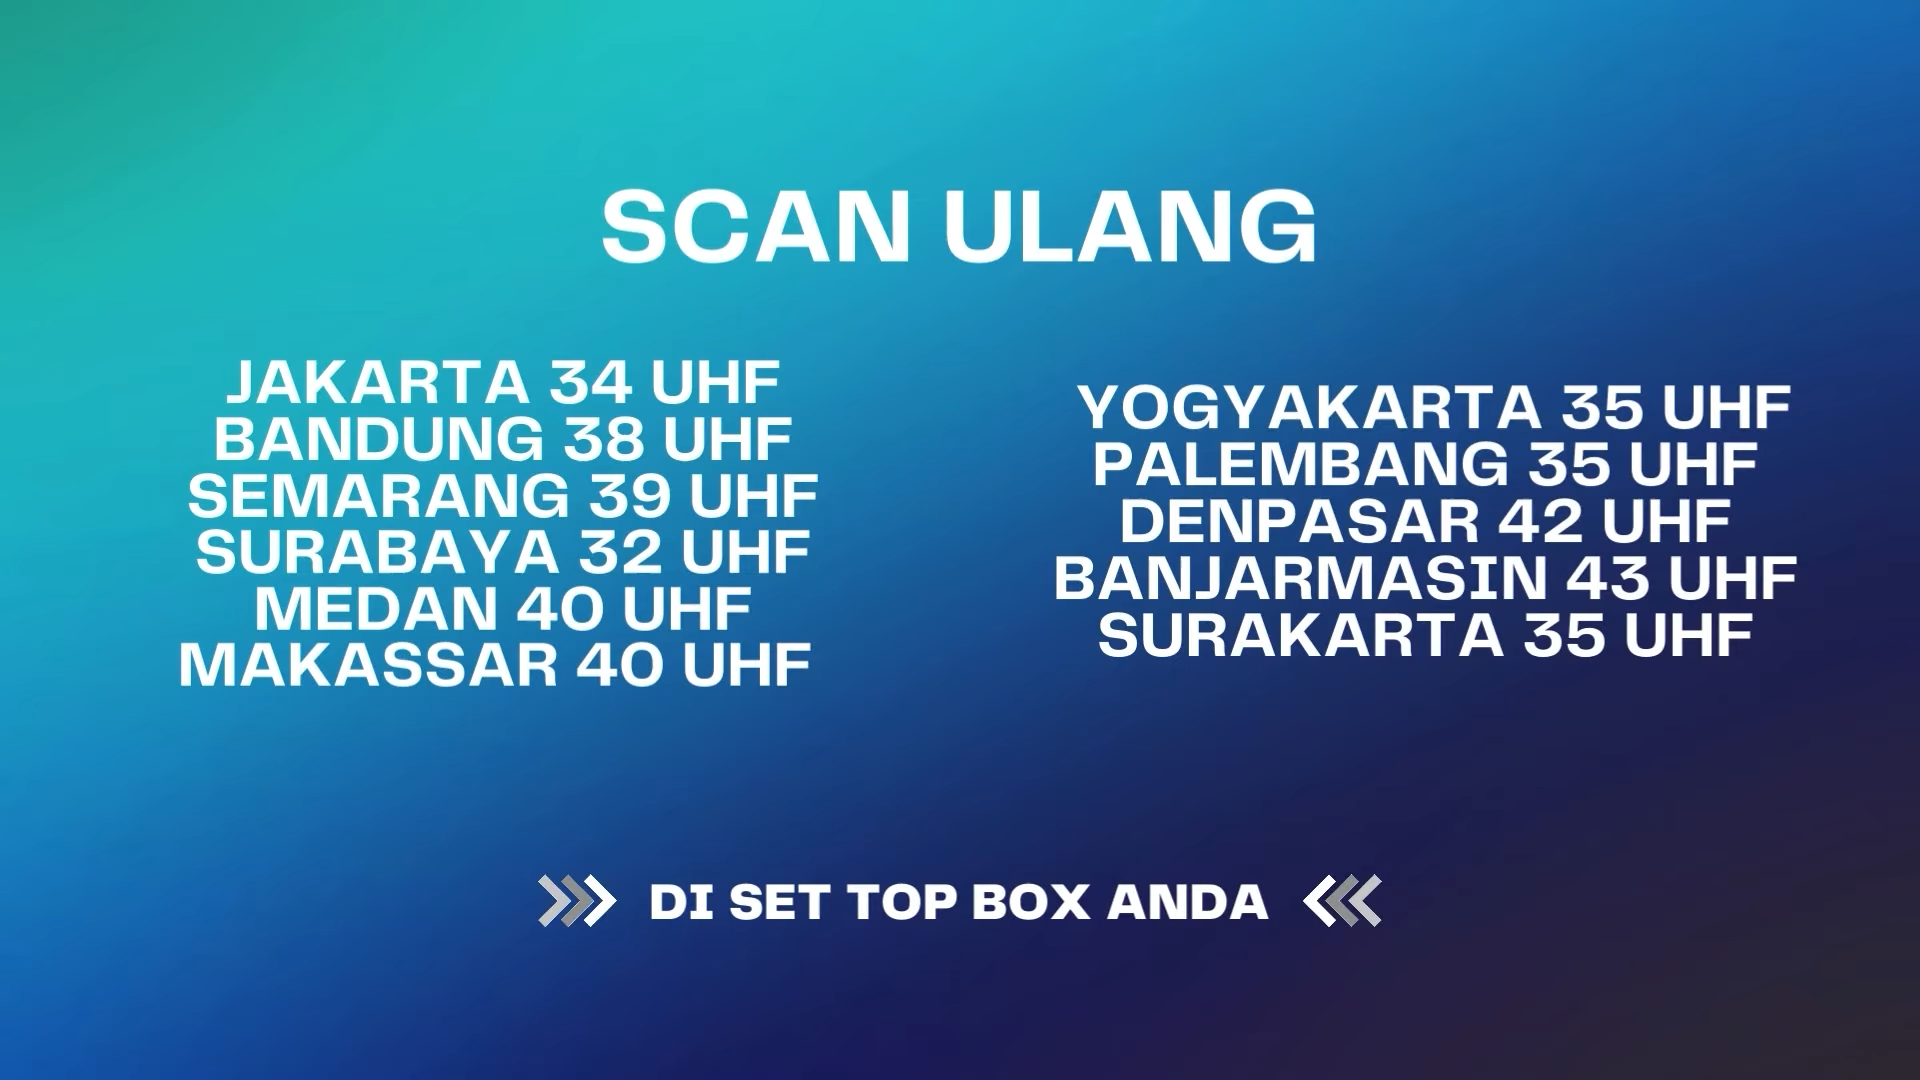 SCAN ULANG
JAKARTA 34 UHF
BANDUNG 38 UHF
SEMARANG 39 UHF
SURABAYA 32 UHF
MEDAN 40 UHF
MAKASSAR 40 UHF
YOGYAKARTA 35 UHF
PALEMBANG 35 UHF
DENPASAR 42 UHF
BANJARMASIN 43 UHF
SURAKARTA 35 UHF
DI SET TOP BOX ANDA